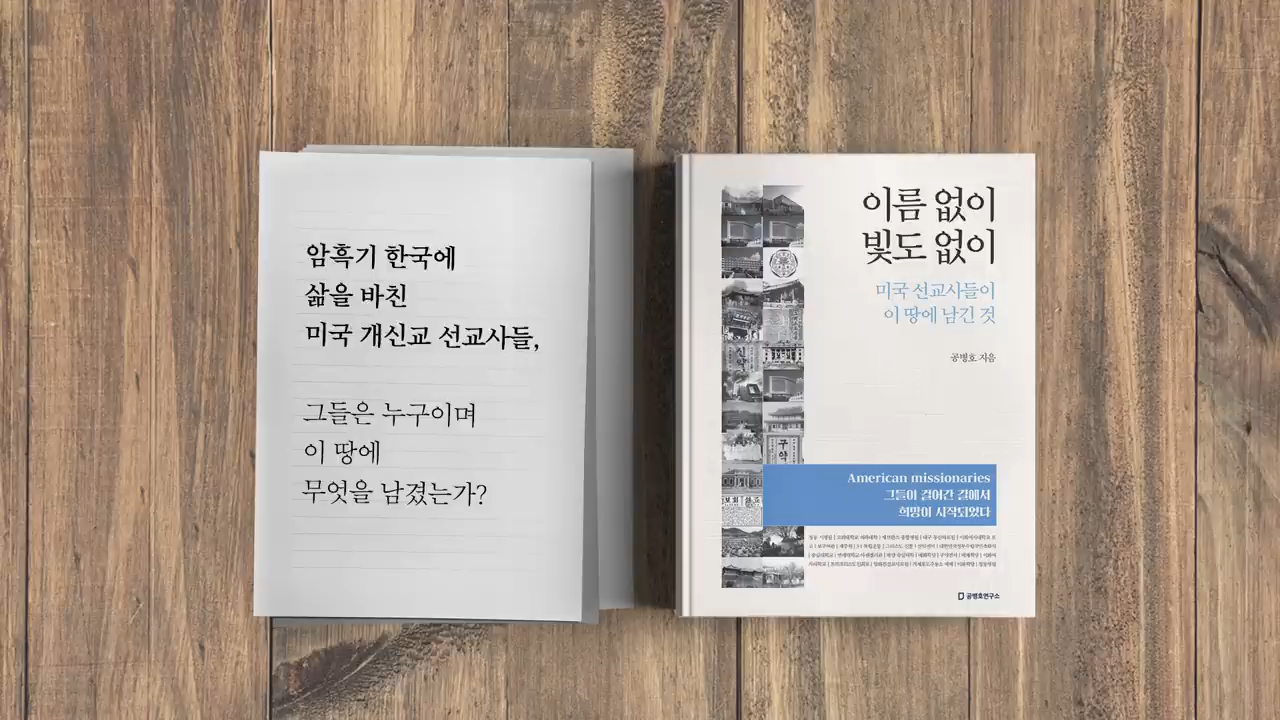 암흑기 한국에
삶을 바친
미국 개신교 선교사들,
그들은 누구이며
이 땅에
무엇을 남겼는가?
이름 없이
빛도 없이
미국 선교사들이
이 땅에 남긴 것
공병호 지음
구약
American missionaries
그들이 걸어간 길에서
희망이 시작되었다
공병호연구소